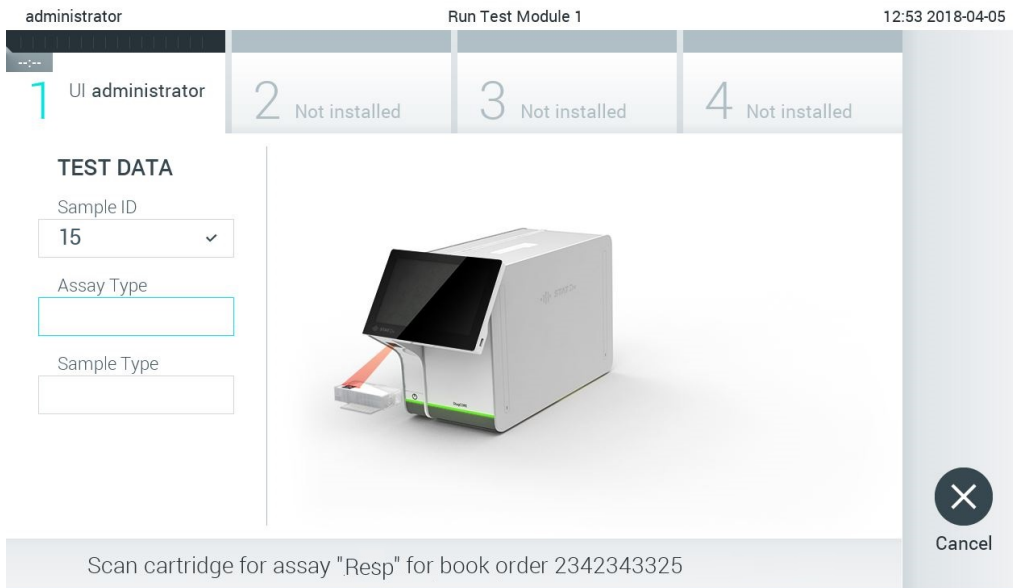 administrator
Run Test Module 1
12:53 2018-04-05
--:--
1 UI administrator
2 Not installed
3 Not installed
4 Not installed
TEST DATA
Sample ID
15
Assay Type
Sample Type
Cancel
Scan cartridge for assay "Resp" for book order 2342343325